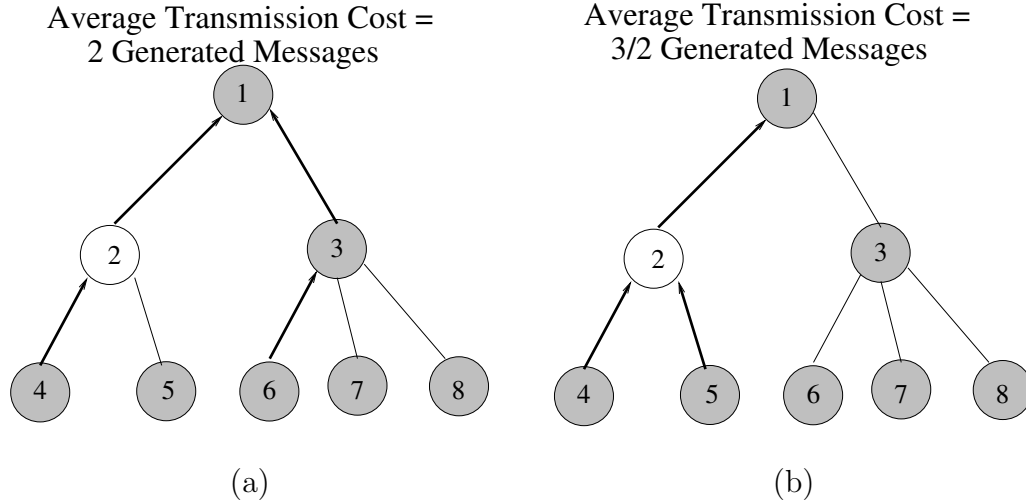 Average Transmission Cost =
2 Generated Messages
1
2
3
4
5
6
7
8
(a)
Average Transmission Cost =
3/2 Generated Messages
1
2
3
4
5
6
7
8
(b)